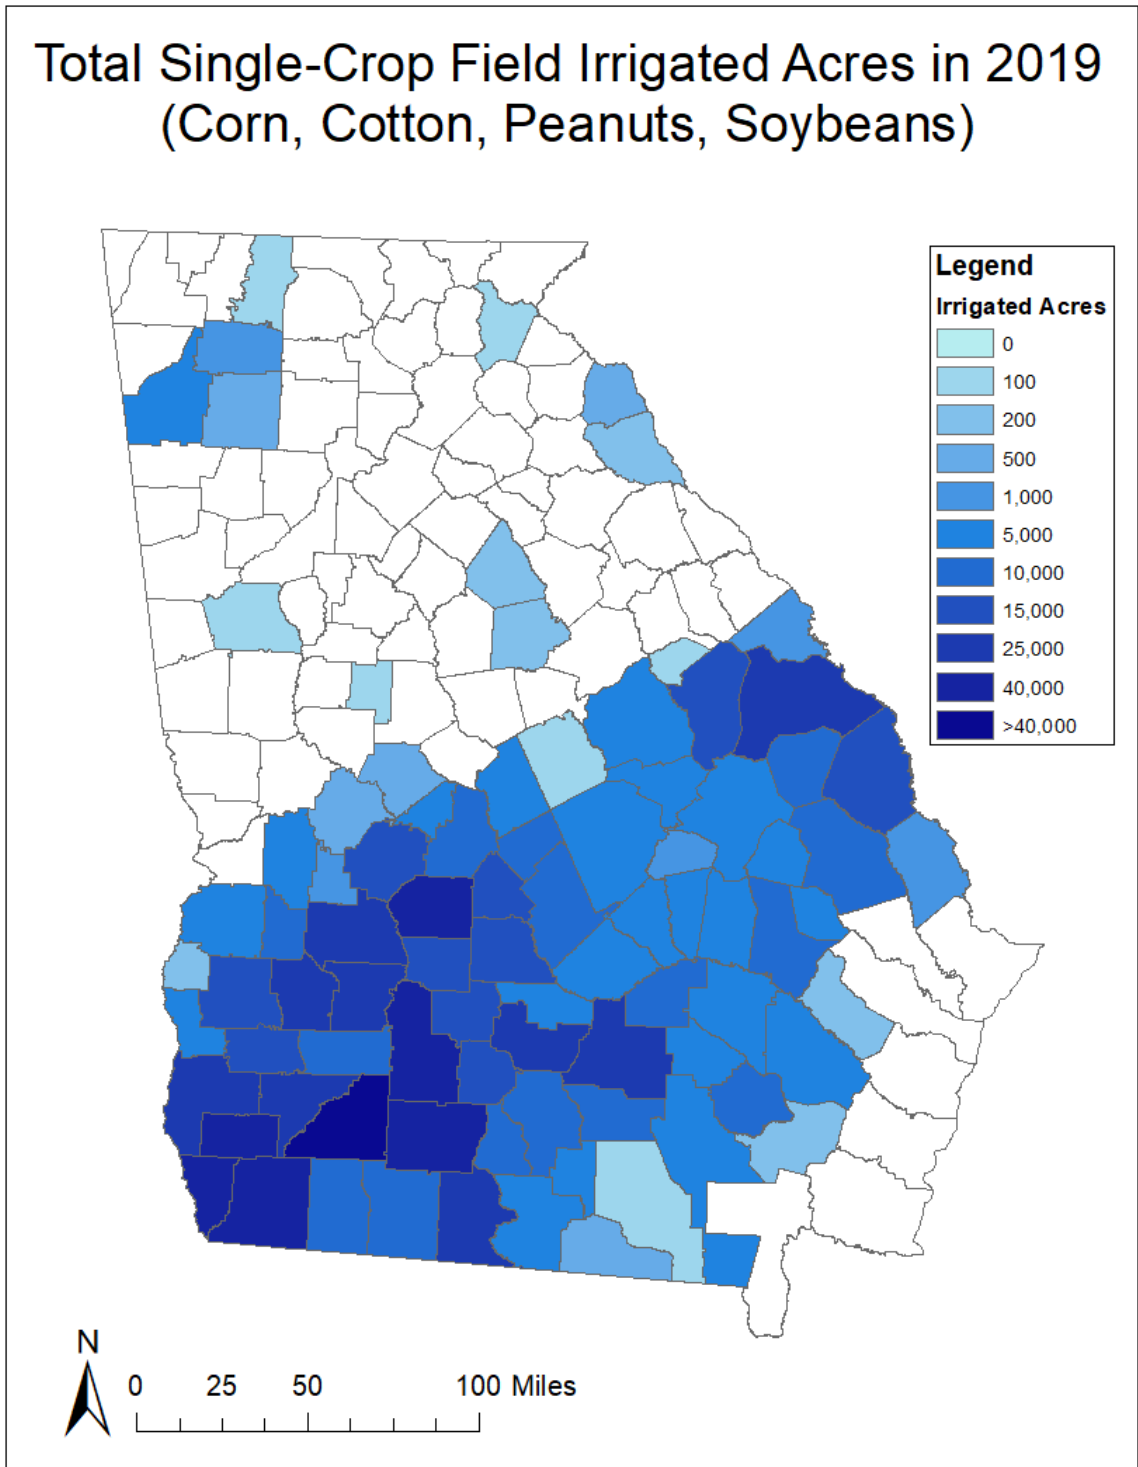 Total Single-Crop Field Irrigated Acres in 2019
(Corn, Cotton, Peanuts, Soybeans)
Legend
Irrigated Acres
0
100
200
500
1,000
5,000
10,000
15,000
25,000
40,000
>40,000
N
0 25 50 100 Miles